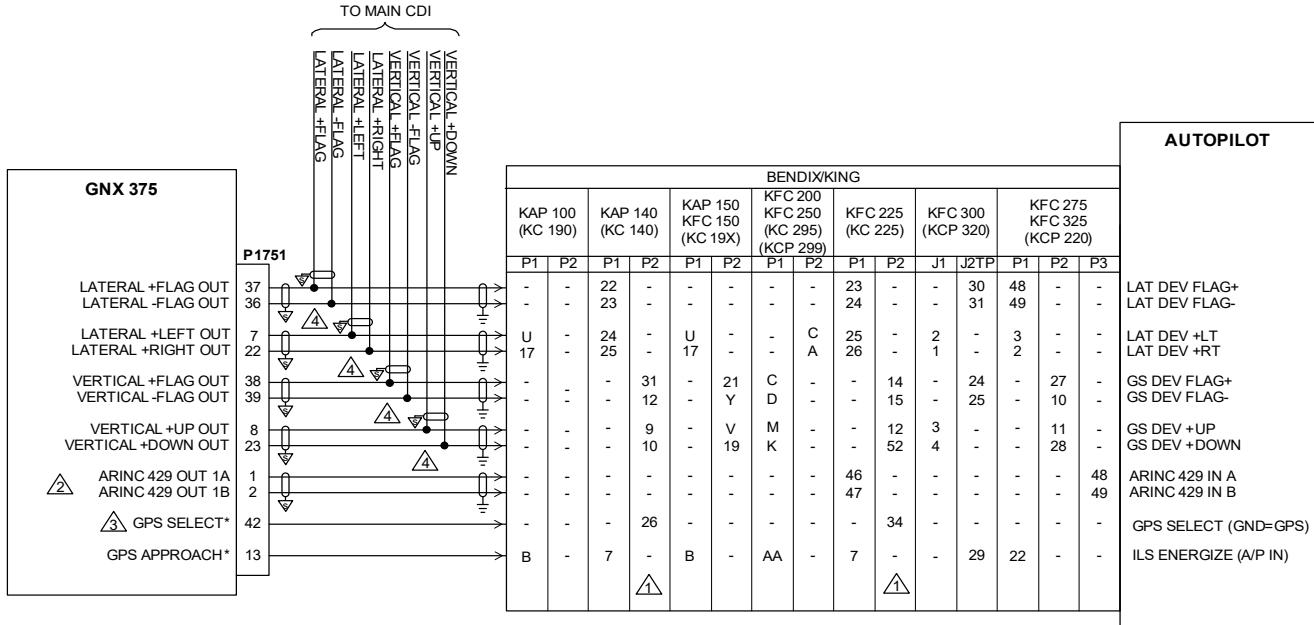 TO MAIN CDI
LATERAL +FLAG
LATERAL -FLAG
LATERAL +LEFT
LATERAL +RIGHT
VERTICAL +FLAG
VERTICAL -FLAG
VERTICAL +UP
VERTICAL +DOWN
GNX 375
P1751
AUTOPILOT
BENDIX/KING
KAP 100 (KC 190) KAP 140 (KC 140) KAP 150 KFC 150 (KC 19X) KFC 200 KFC 250 (KC 295) (KCP 299) KFC 225 (KC 225) KFC 300 (KCP 320) KFC 275 KFC 325 (KCP 220)
P1 P2 P1 P2 P1 P2 P1 P2 P1 P2 J1 J2TP P1 P2 P3
LATERAL +FLAG OUT 37 - - 22 - - - - - 23 - - 30 48 - - LAT DEV FLAG+
LATERAL -FLAG OUT 36 - - 23 - - - - - 24 - - 31 49 - - LAT DEV FLAG-
4
LATERAL +LEFT OUT 7 U - 24 - U - - C 25 - 2 - 3 - - LAT DEV +LT
LATERAL +RIGHT OUT 22 17 - 25 - 17 - - A 26 - 1 - 2 - - LAT DEV +RT
4
VERTICAL +FLAG OUT 38 - - - 31 - 21 C - - 14 - 24 - 27 - GS DEV FLAG+
VERTICAL -FLAG OUT 39 - - - 12 - Y D - - 15 - 25 - 10 - GS DEV FLAG-
4
VERTICAL +UP OUT 8 - - - 9 - V M - - 12 3 - - 11 - GS DEV +UP
VERTICAL +DOWN OUT 23 - - - 10 - 19 K - - 52 4 - - 28 - GS DEV +DOWN
4
ARINC 429 OUT 1A 1 - - - - - - - - 46 - - - - - 48 ARINC 429 IN A
2 ARINC 429 OUT 1B 2 - - - - - - - - 47 - - - - - 49 ARINC 429 IN B
3 GPS SELECT* 42 - - - 26 - - - - - 34 - - - - - GPS SELECT (GND=GPS)
GPS APPROACH* 13 B - 7 - B - AA - 7 - - 29 22 - - ILS ENERGIZE (A/P IN)
1 1